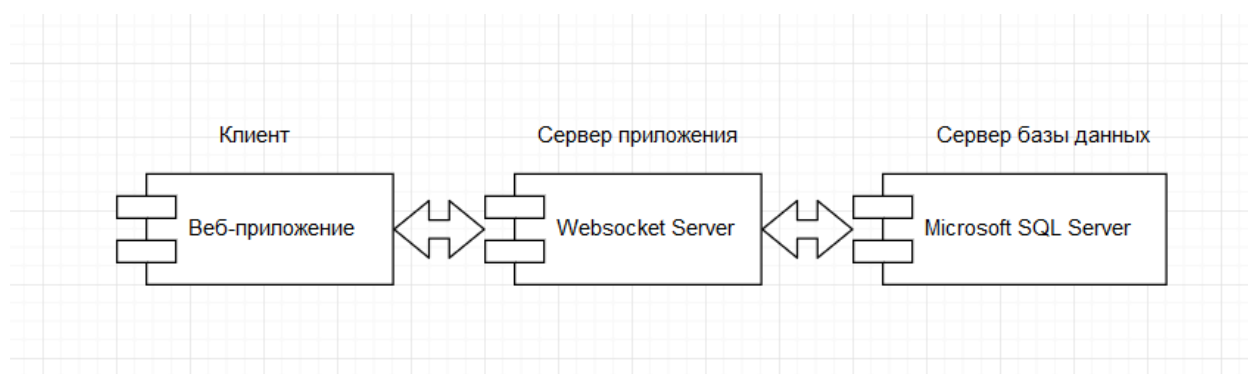 Клиент
Сервер приложения
Сервер базы данных
Веб-приложение
Websocket Server
Microsoft SQL Server